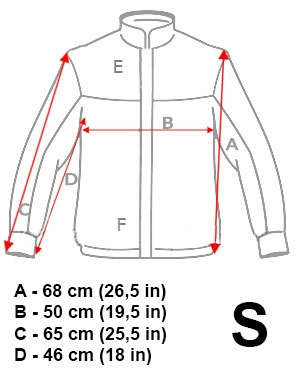 E
B
A
D
C
F
A - 68 cm (26,5 in)
B - 50 cm (19,5 in)
C - 65 cm (25,5 in)
D - 46 cm (18 in)
S